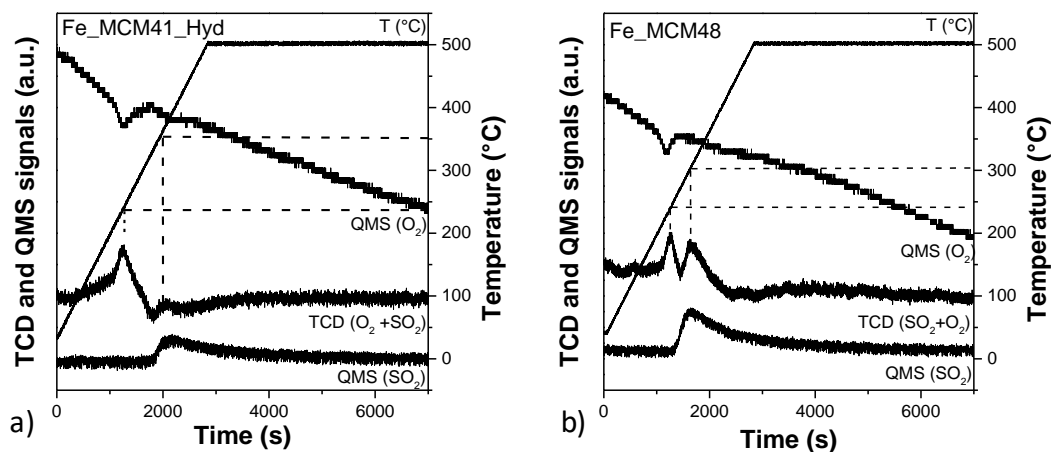 TCD and QMS signals (a.u.)
Fe_MCM41_Hyd
T (°C)
500
400
300
200
100
0
Temperature (°C)
QMS (O₂)
TCD (O₂ +SO₂)
QMS (SO₂)
0 2000 4000 6000
a)
Time (s)
TCD and QMS signals (a.u.)
Fe_MCM48
T (°C)
500
400
300
200
100
0
Temperature (°C)
QMS (O₂)
TCD (SO₂+O₂)
QMS (SO₂)
0 2000 4000 6000
b)
Time (s)